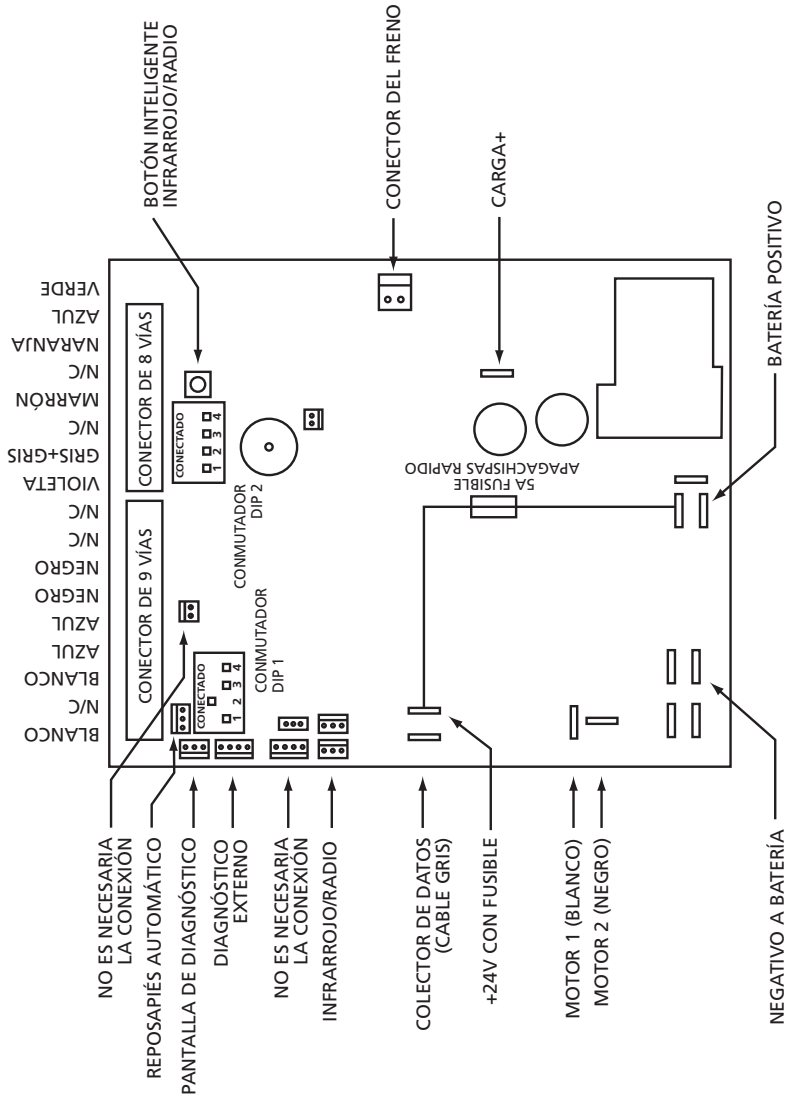 VERDE
AZUL
NARANJA
N/C
MARRÓN
N/C
GRIS+GRIS
VIOLETA
N/C
N/C
NEGRO
NEGRO
AZUL
AZUL
BLANCO
N/C
BLANCO
CONECTOR DE 8 VÍAS
CONECTOR DE 9 VÍAS
BOTÓN INTELIGENTE
INFRARROJO/RADIO
CONECTOR DEL FRENO
CARGA+
BATERÍA POSITIVO
CONECTADO
1 2 3 4
CONMUTADOR
DIP 2
CONECTADO
1 2 3 4
CONMUTADOR
DIP 1
5A FUSIBLE
APAGACHISPAS RAPIDO
NO ES NECESARIA
LA CONEXIÓN
REPOSAPIÉS AUTOMÁTICO
PANTALLA DE DIAGNÓSTICO
DIAGNÓSTICO
EXTERNO
NO ES NECESARIA
LA CONEXIÓN
INFRARROJO/RADIO
COLECTOR DE DATOS
(CABLE GRIS)
+24V CON FUSIBLE
MOTOR 1 (BLANCO)
MOTOR 2 (NEGRO)
NEGATIVO A BATERÍA